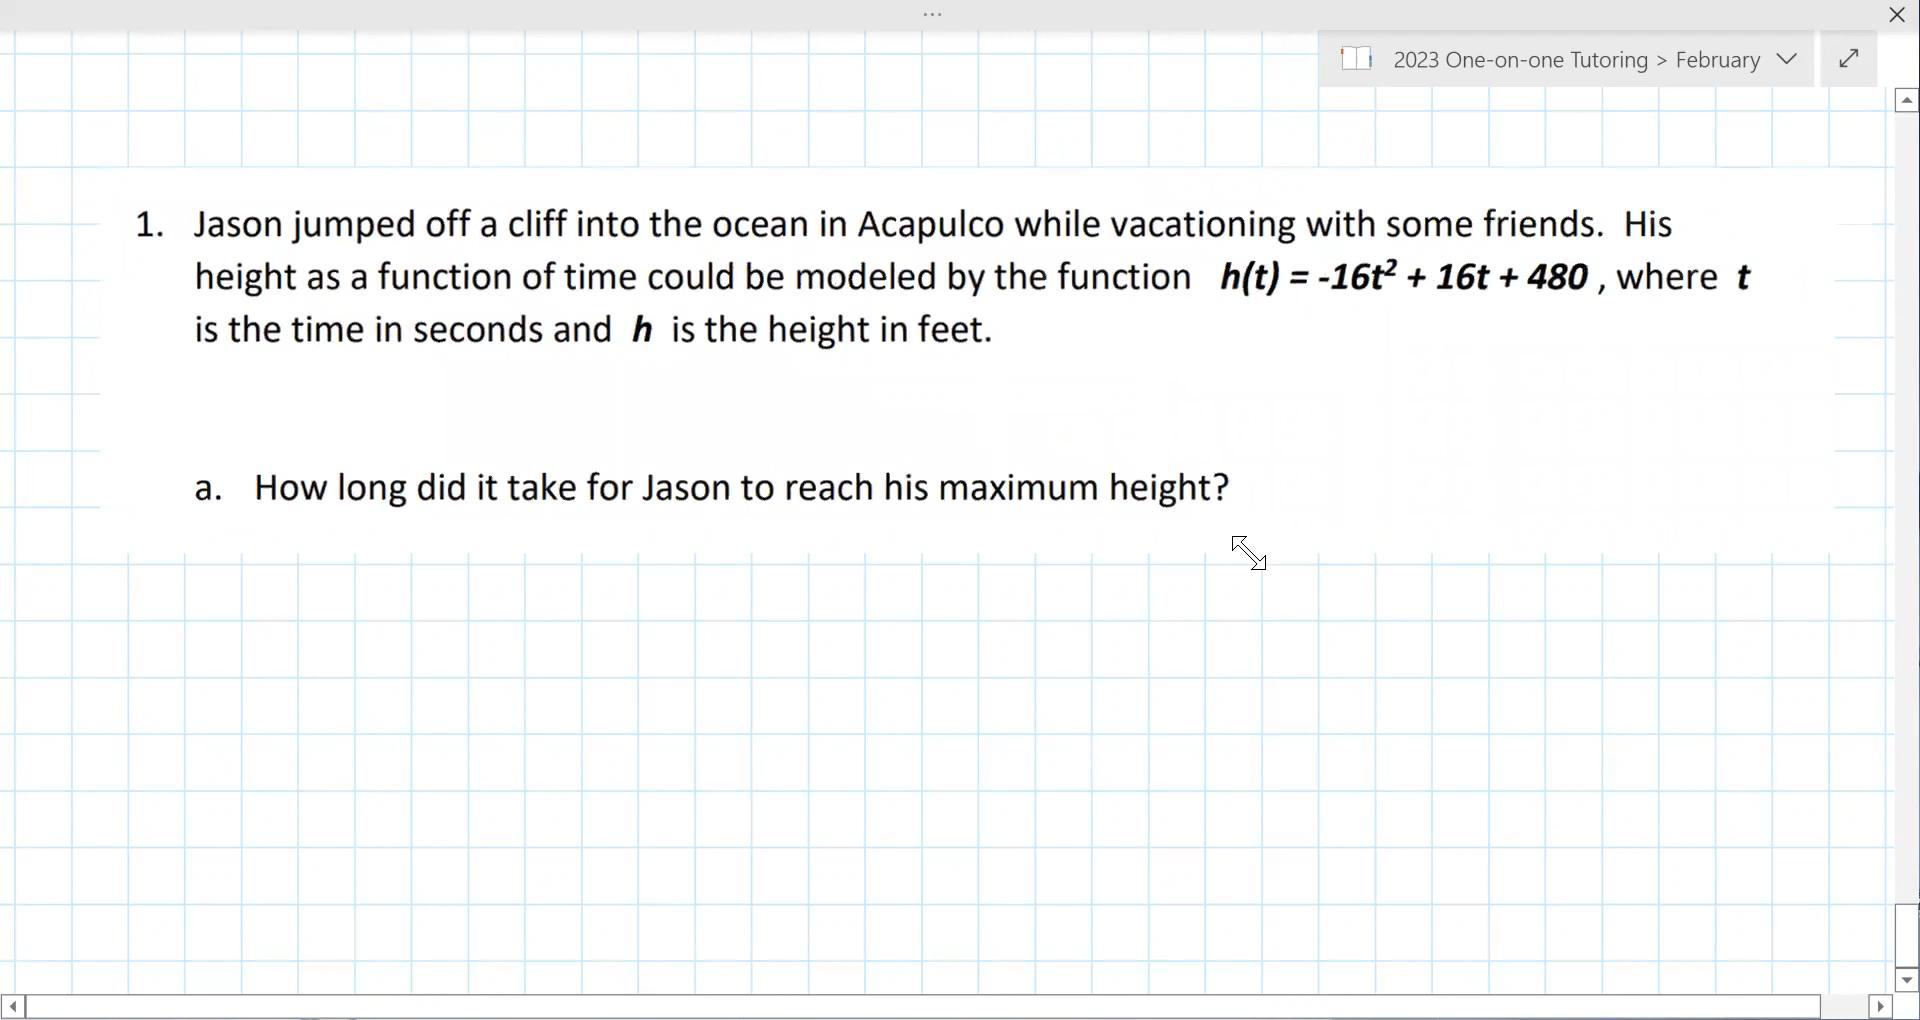 ...
2023 One-on-one Tutoring > February
1. Jason jumped off a cliff into the ocean in Acapulco while vacationing with some friends. His
height as a function of time could be modeled by the function h(t) = -16t² + 16t + 480 , where t
is the time in seconds and h is the height in feet.
a. How long did it take for Jason to reach his maximum height?